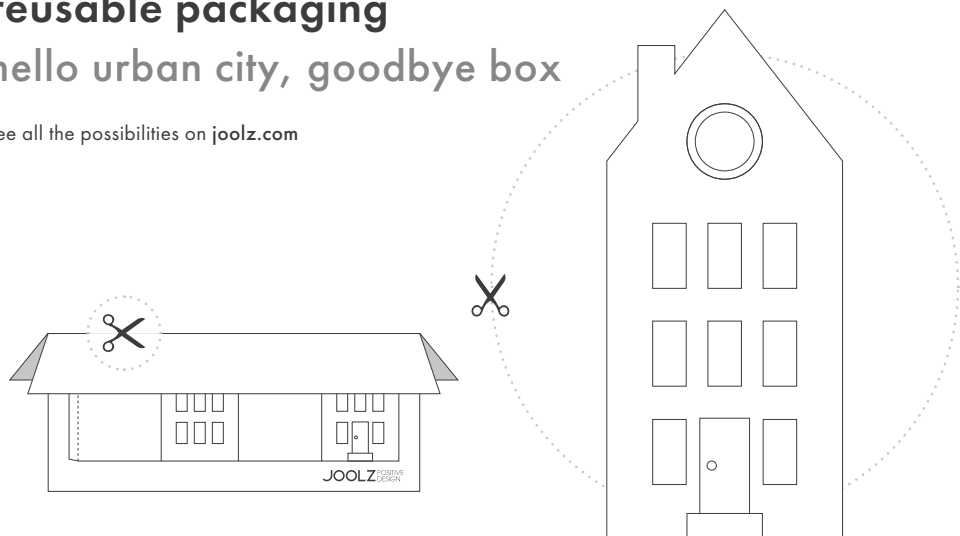 reusable packaging
hello urban city, goodbye box
see all the possibilities on joolz.com
JOOLZ POSITIVE
DESIGN